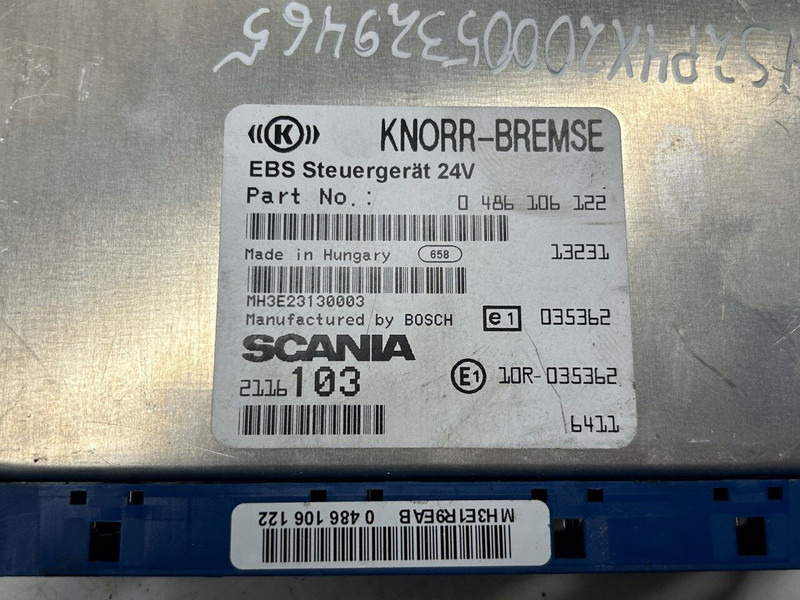 YS2P4X20005329465
K KNORR-BREMSE
EBS Steuergerät 24V
Part No.: 0 486 106 122
Made in Hungary 658 13231
MH3E23130003
Manufactured by BOSCH e1 035362
SCANIA
2116103 E1 10R-035362
6411
MH3E1R9EAB 0 486 106 122